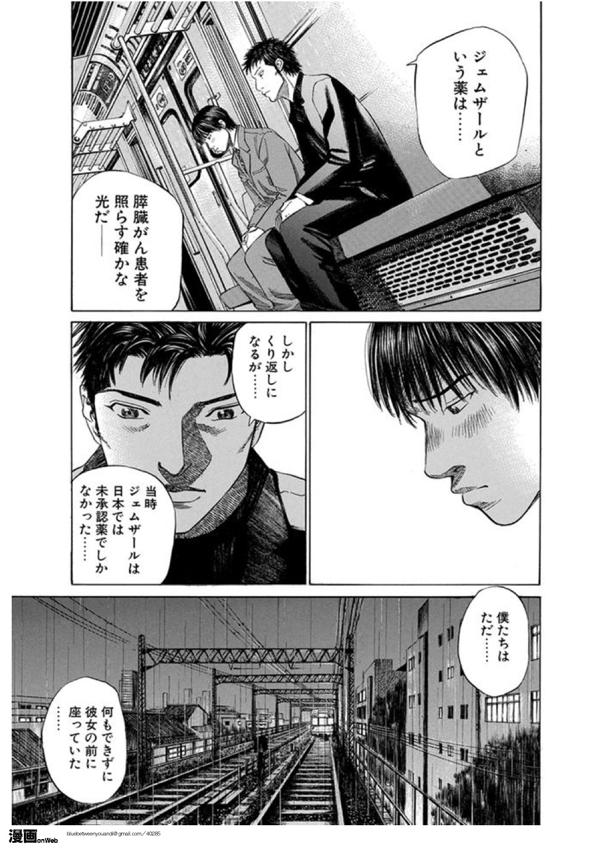 ジェムザールと
いう薬は……
膵臓がん患者を
照らす確かな
光だ――
しかし
くり返しに
なるが……
当時
ジェムザールは
日本では
未承認薬でしか
なかった……
僕たちは
ただ……
何もできずに
彼女の前に
座っていた
……
漫画onWeb
bluebetweenyouandi@gmail.com/40285